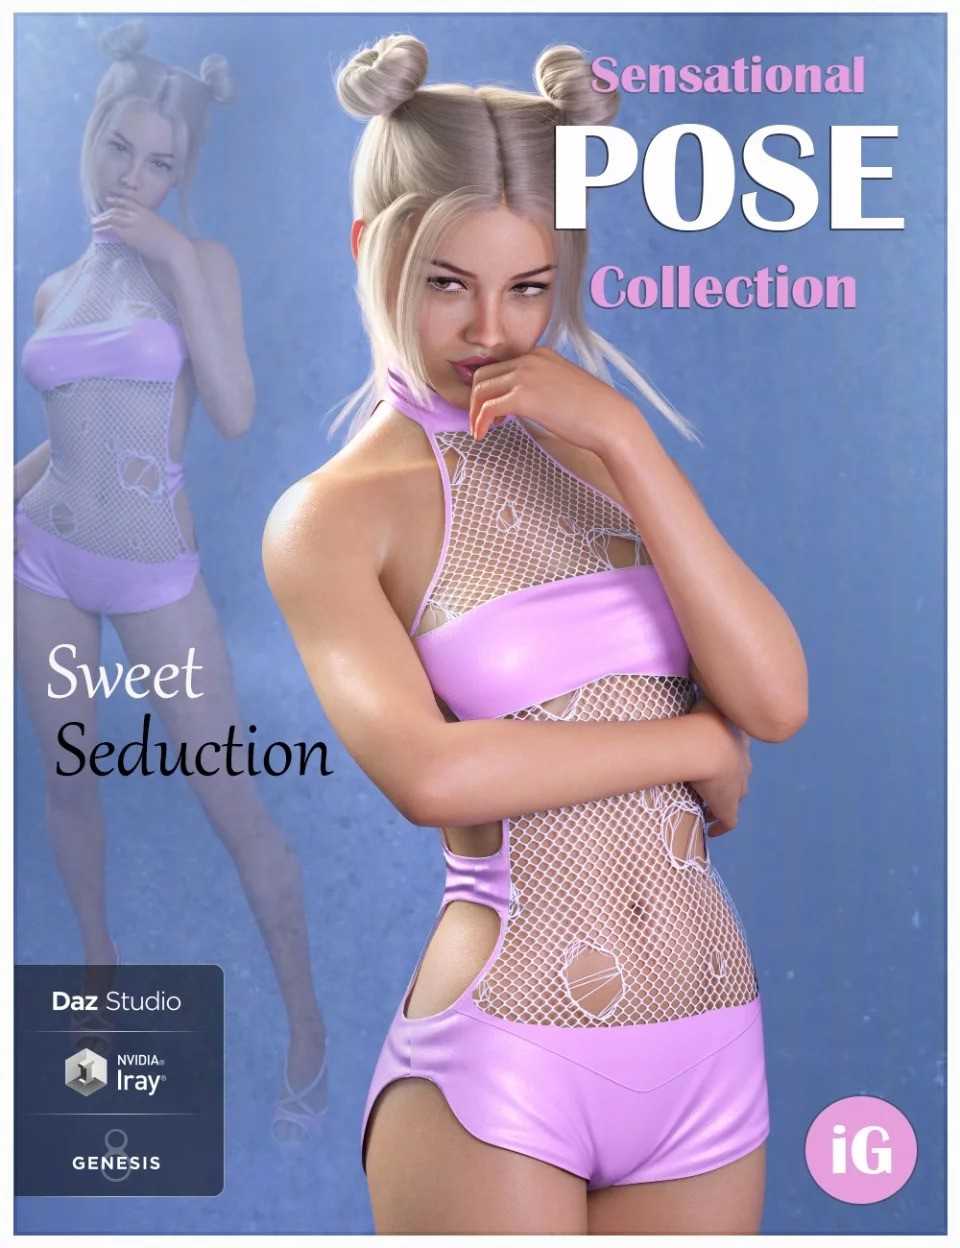 Sensational
POSE
Collection
Sweet
Seduction
Daz Studio
NVIDIA®
Iray®
8
GENESIS
iG